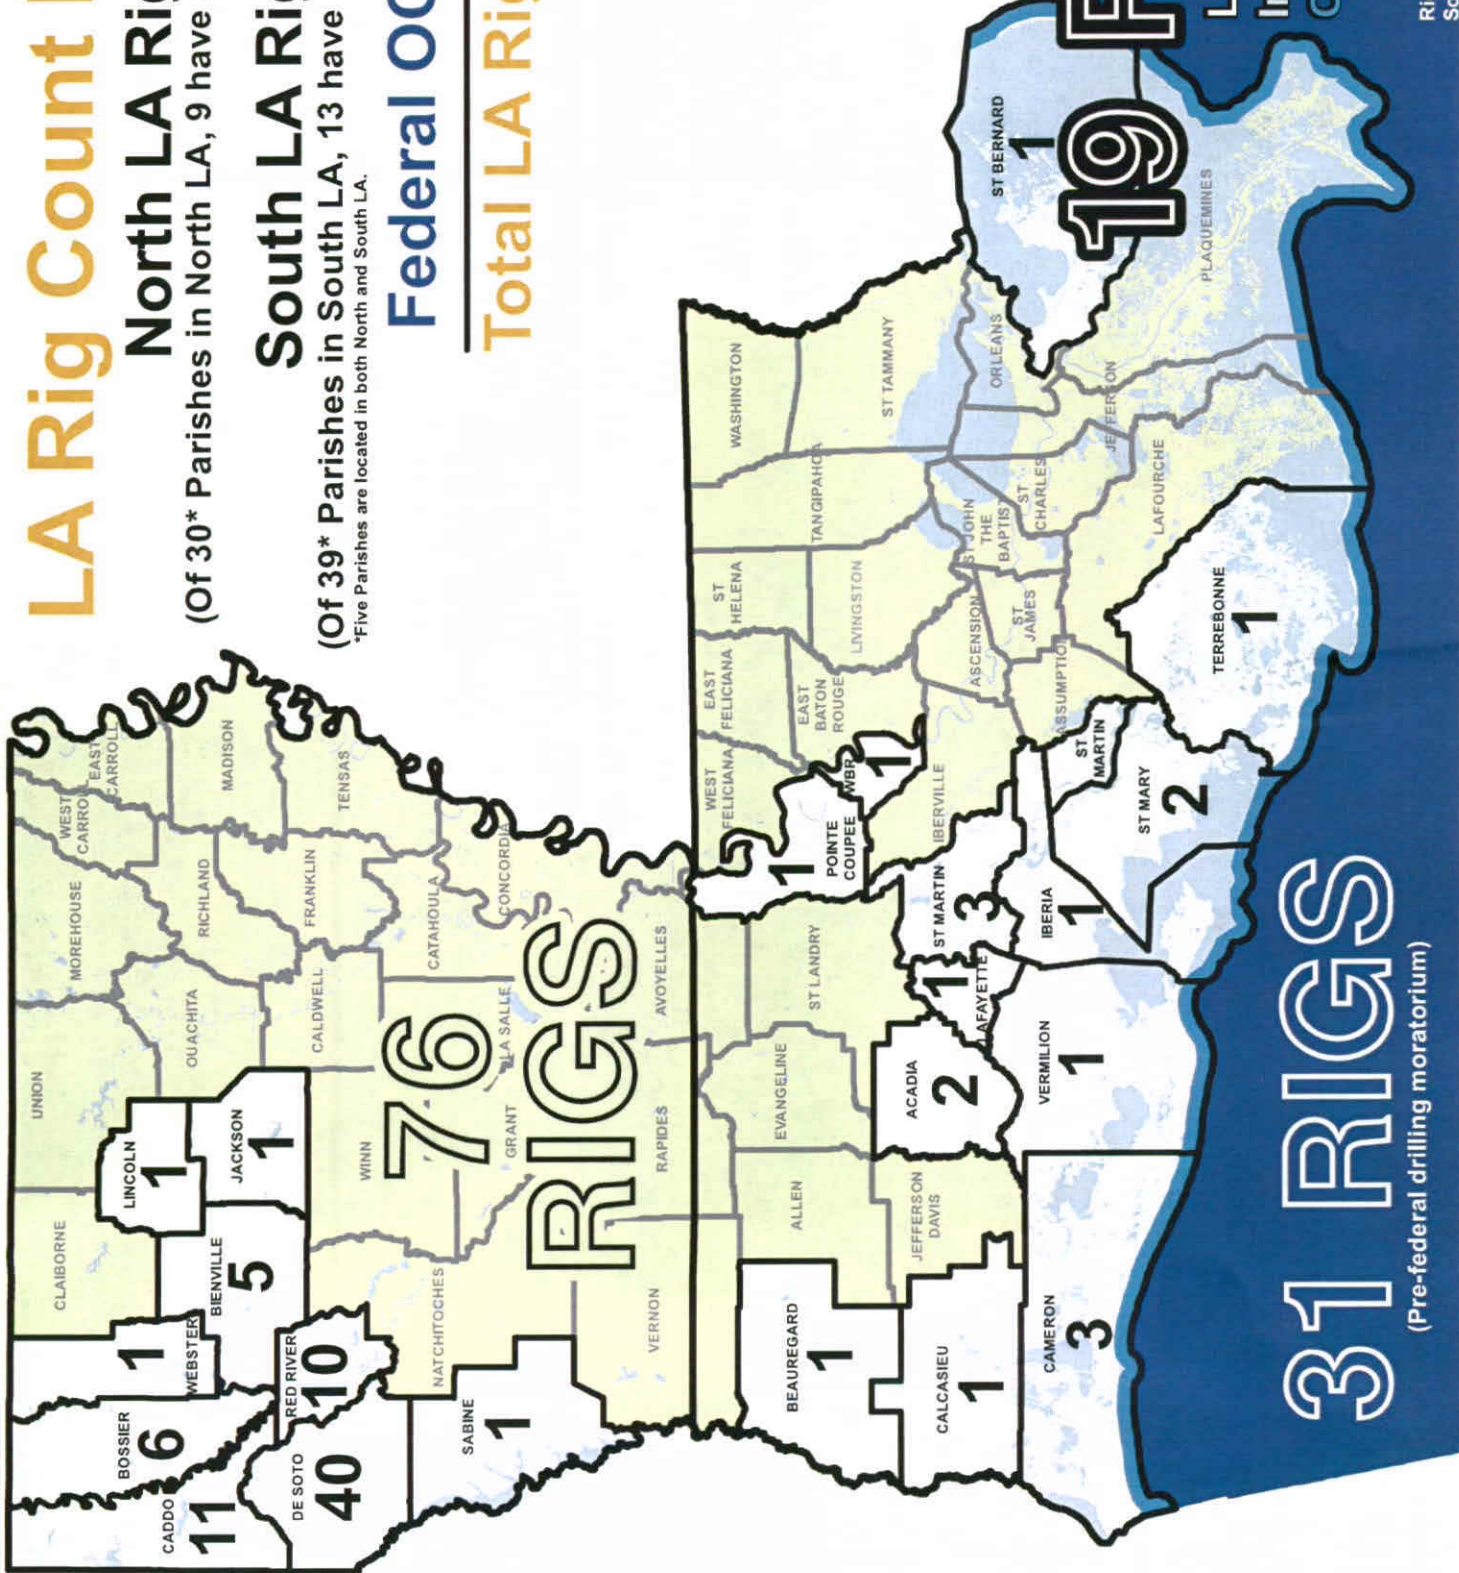 LA Rig Count
North LA Rig
(Of 30* Parishes in North LA, 9 have
South LA Rig
(Of 39* Parishes in South LA, 13 have
*Five Parishes are located in both North and South LA.
Federal OC
Total LA Rig
CADDO
11
BOSSIER
6
WEBSTER
1
CLAIBORNE
UNION
MOREHOUSE
WEST
CARROLL
EAST
CARROLL
LINCOLN
1
BIENVILLE
5
JACKSON
1
OUACHITA
RICHLAND
MADISON
DE SOTO
40
RED RIVER
10
WINN
CALDWELL
FRANKLIN
TENSAS
SABINE
1
NATCHITOCHES
GRANT
LA SALLE
CATAHOULA
CONCORDIA
76
RIGS
VERNON
RAPIDES
AVOYELLES
BEAUREGARD
1
ALLEN
EVANGELINE
ST LANDRY
POINTE
COUPEE
1
WEST
FELICIANA
EAST
FELICIANA
ST
HELENA
TANGIPAHOA
WASHINGTON
WBR
1
EAST
BATON
ROUGE
LIVINGSTON
ST TAMMANY
CALCASIEU
1
JEFFERSON
DAVIS
ACADIA
2
LAFAYETTE
1
ST MARTIN
3
IBERVILLE
ASCENSION
ST JOHN
THE
BAPTIST
ST
JAMES
ST
CHARLES
ORLEANS
ST BERNARD
1
CAMERON
3
VERMILION
1
IBERIA
1
ST MARY
2
ST
MARTIN
ASSUMPTION
TERREBONNE
1
LAFOURCHE
JEFFERSON
PLAQUEMINES
19
31 RIGS
(Pre-federal drilling moratorium)